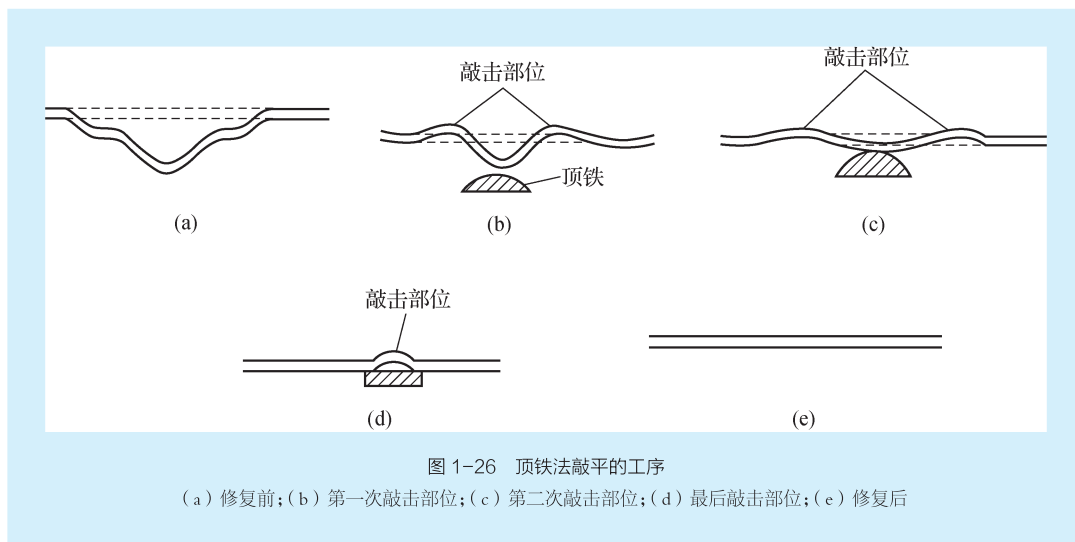 敲击部位
敲击部位
顶铁
(a)
(b)
(c)
敲击部位
(d)
(e)
图 1-26 顶铁法敲平的工序
(a) 修复前;(b) 第一次敲击部位;(c) 第二次敲击部位;(d) 最后敲击部位;(e) 修复后